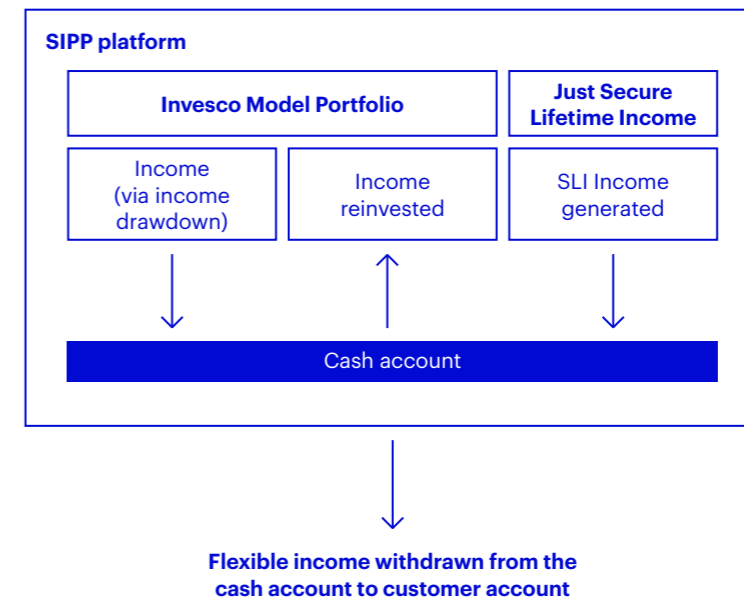 SIPP platform
Invesco Model Portfolio
Just Secure
Lifetime Income
Income
(via income
drawdown)
Income
reinvested
SLI Income
generated
Cash account
Flexible income withdrawn from the
cash account to customer account